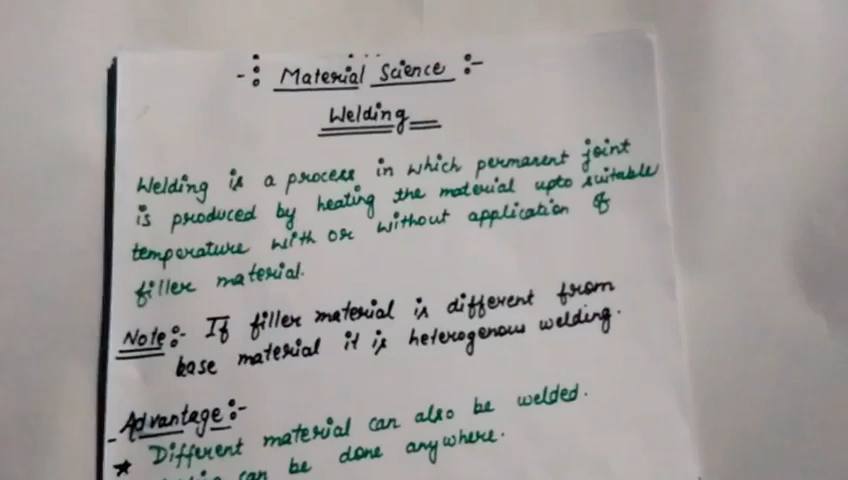 -: Material Science :-
Welding
Welding is a process in which permanent joint
is produced by heating the material upto suitable
temperature with or without application of
filler material.
Note:- If filler material is different from
base material it is heterogenous welding.
Advantage:-
* Different material can also be welded.
can be done anywhere.